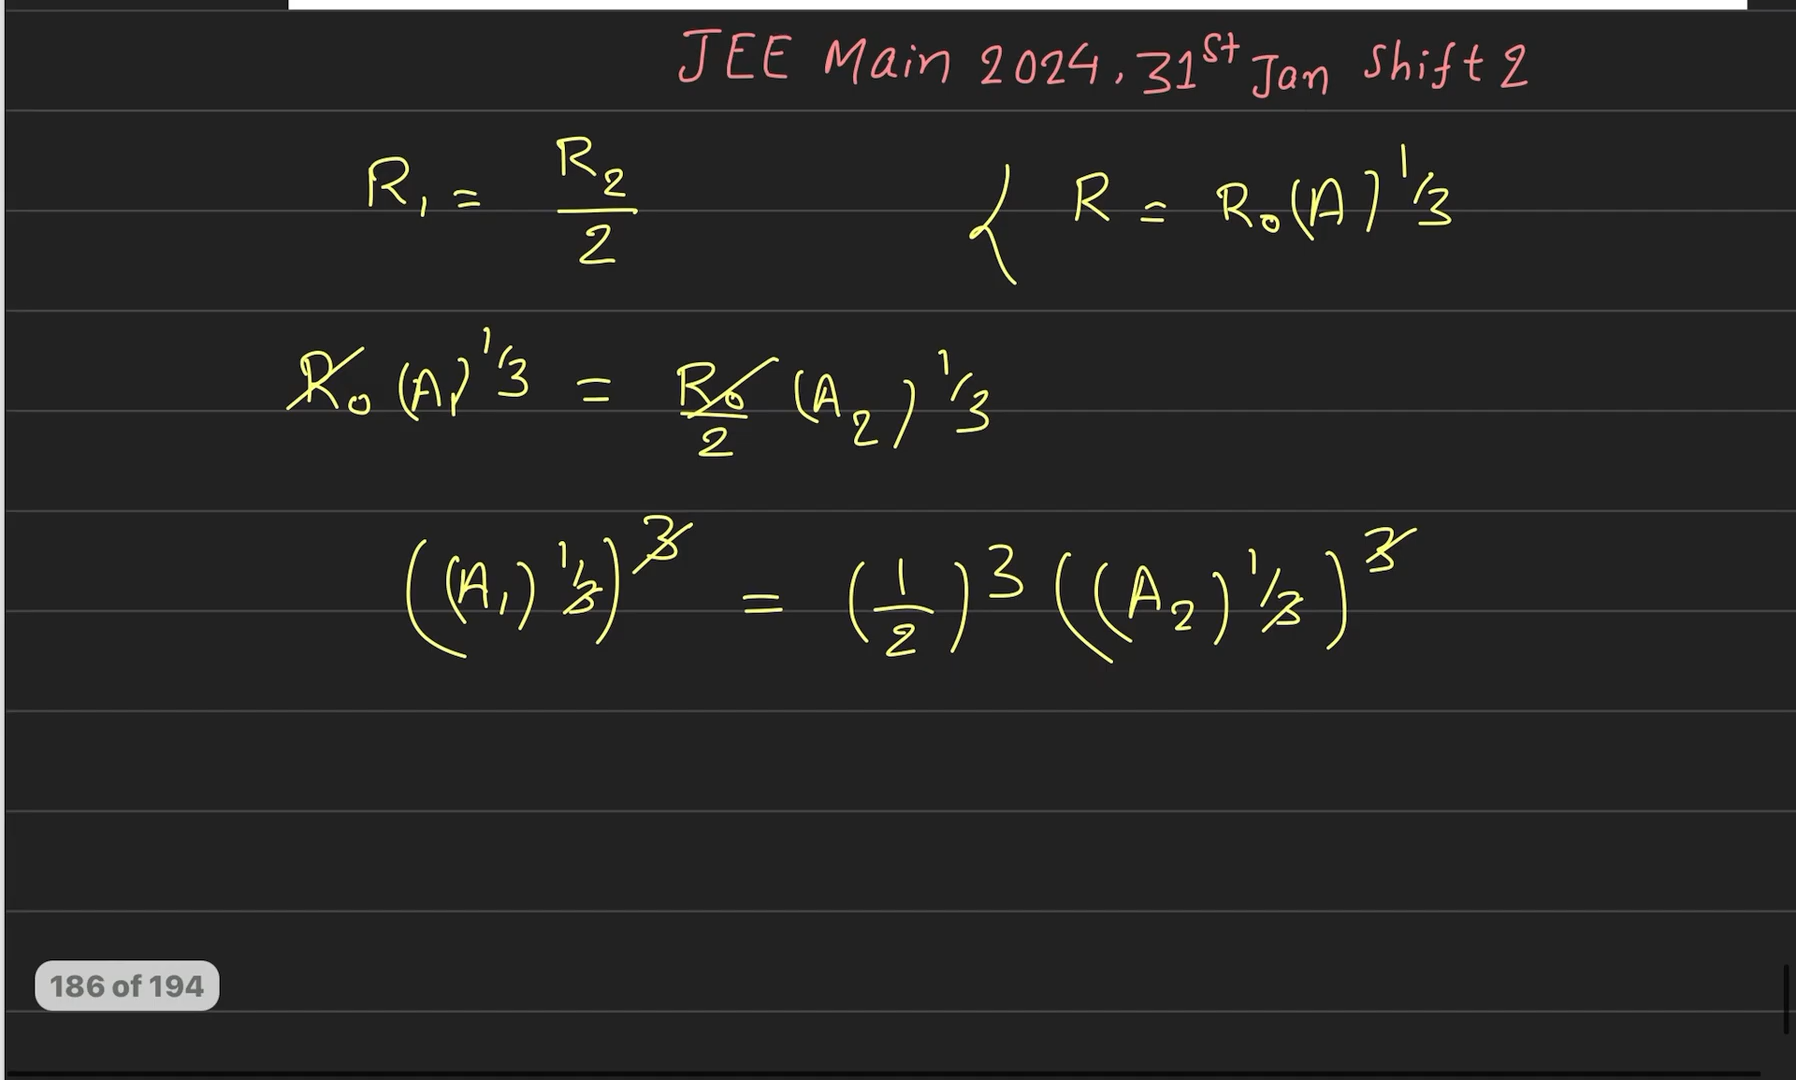 JEE Main 2024, 31st Jan Shift 2
R₁ = R₂/2 { R = R₀(A)^1/3
R₀ (A₁)^1/3 = R₀/2 (A₂)^1/3
((A₁)^1/3)^3 = (1/2)^3 ((A₂)^1/3)^3
186 of 194